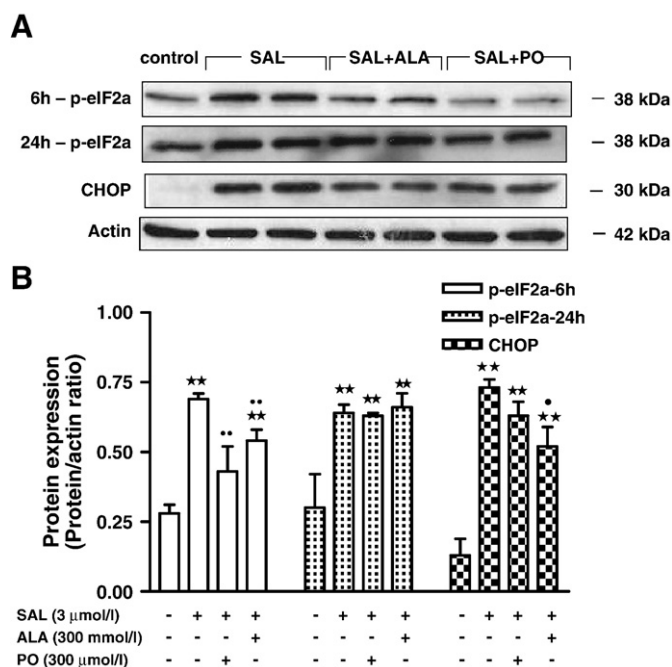 A
control SAL SAL+ALA SAL+PO
6h – p-eIF2a – 38 kDa
24h – p-eIF2a – 38 kDa
CHOP – 30 kDa
Actin – 42 kDa
B
p-eIF2a-6h
p-eIF2a-24h
CHOP
Protein expression
(Protein/actin ratio)
1.00
0.75
0.50
0.25
0.00
★★ •• •• ★★ ★★ ★★ ★★ ★★ ★★ • ★★
SAL (3 μmol/l) - + + + - + + + - + + +
ALA (300 mmol/l) - - - + - - - + - - - +
PO (300 μmol/l) - - + - - - + - - - + -